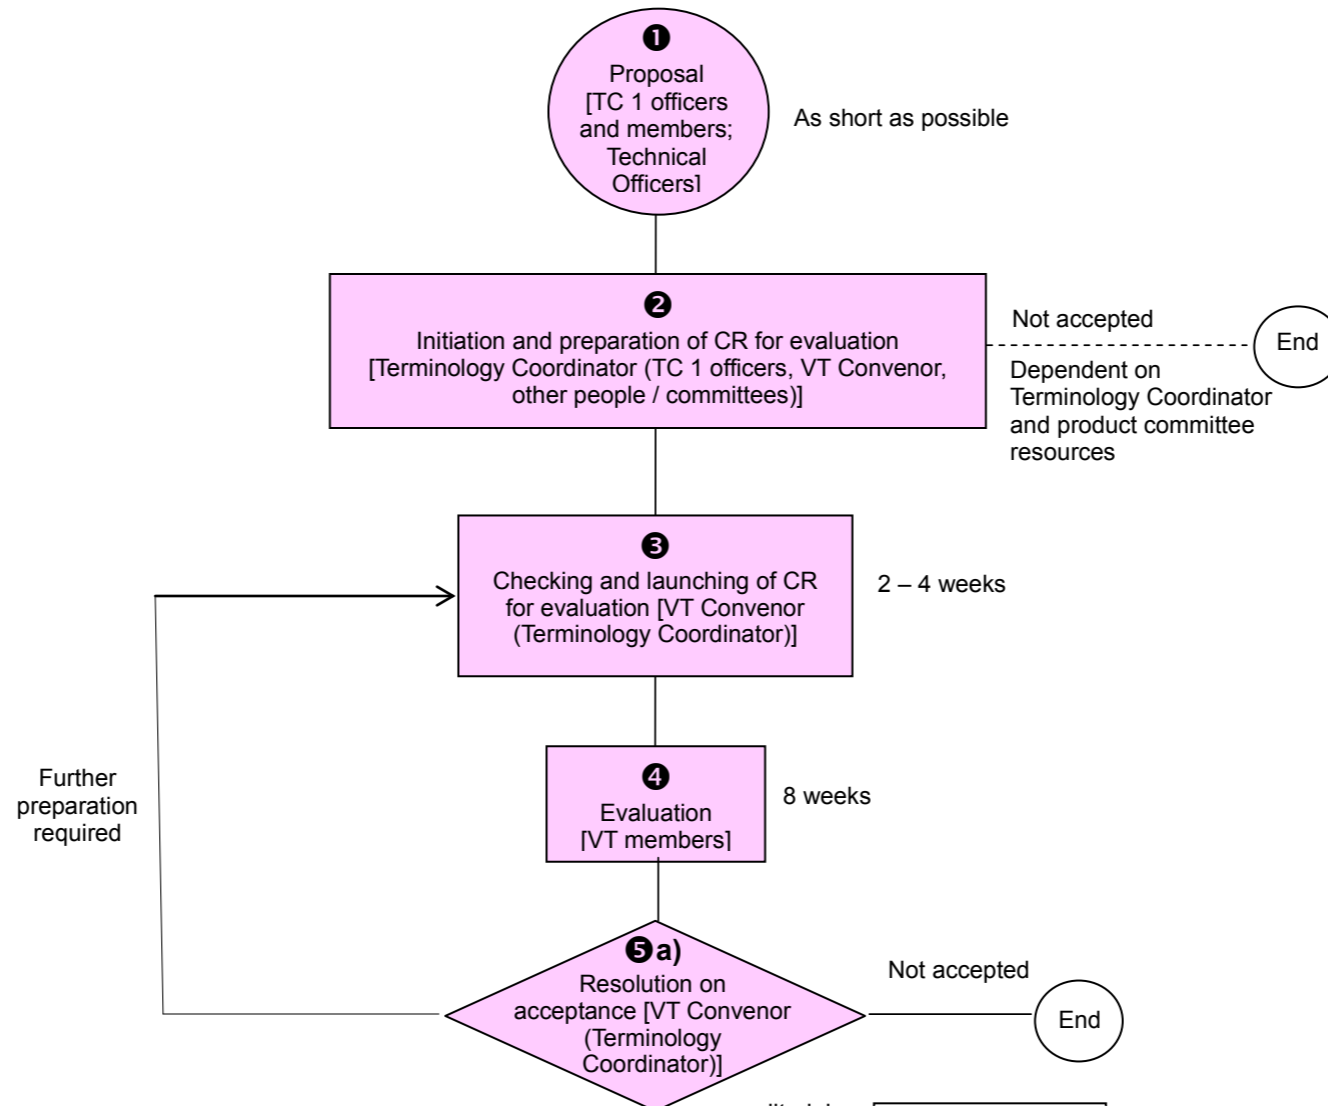 ❶
Proposal
[TC 1 officers
and members;
Technical
Officers]
As short as possible
❷
Initiation and preparation of CR for evaluation
[Terminology Coordinator (TC 1 officers, VT Convenor,
other people / committees)]
Not accepted
End
Dependent on
Terminology Coordinator
and product committee
resources
❸
Checking and launching of CR
for evaluation [VT Convenor
(Terminology Coordinator)]
2 – 4 weeks
Further
preparation
required
❹
Evaluation
[VT members]
8 weeks
❺a)
Resolution on
acceptance [VT Convenor
(Terminology
Coordinator)]
Not accepted
End